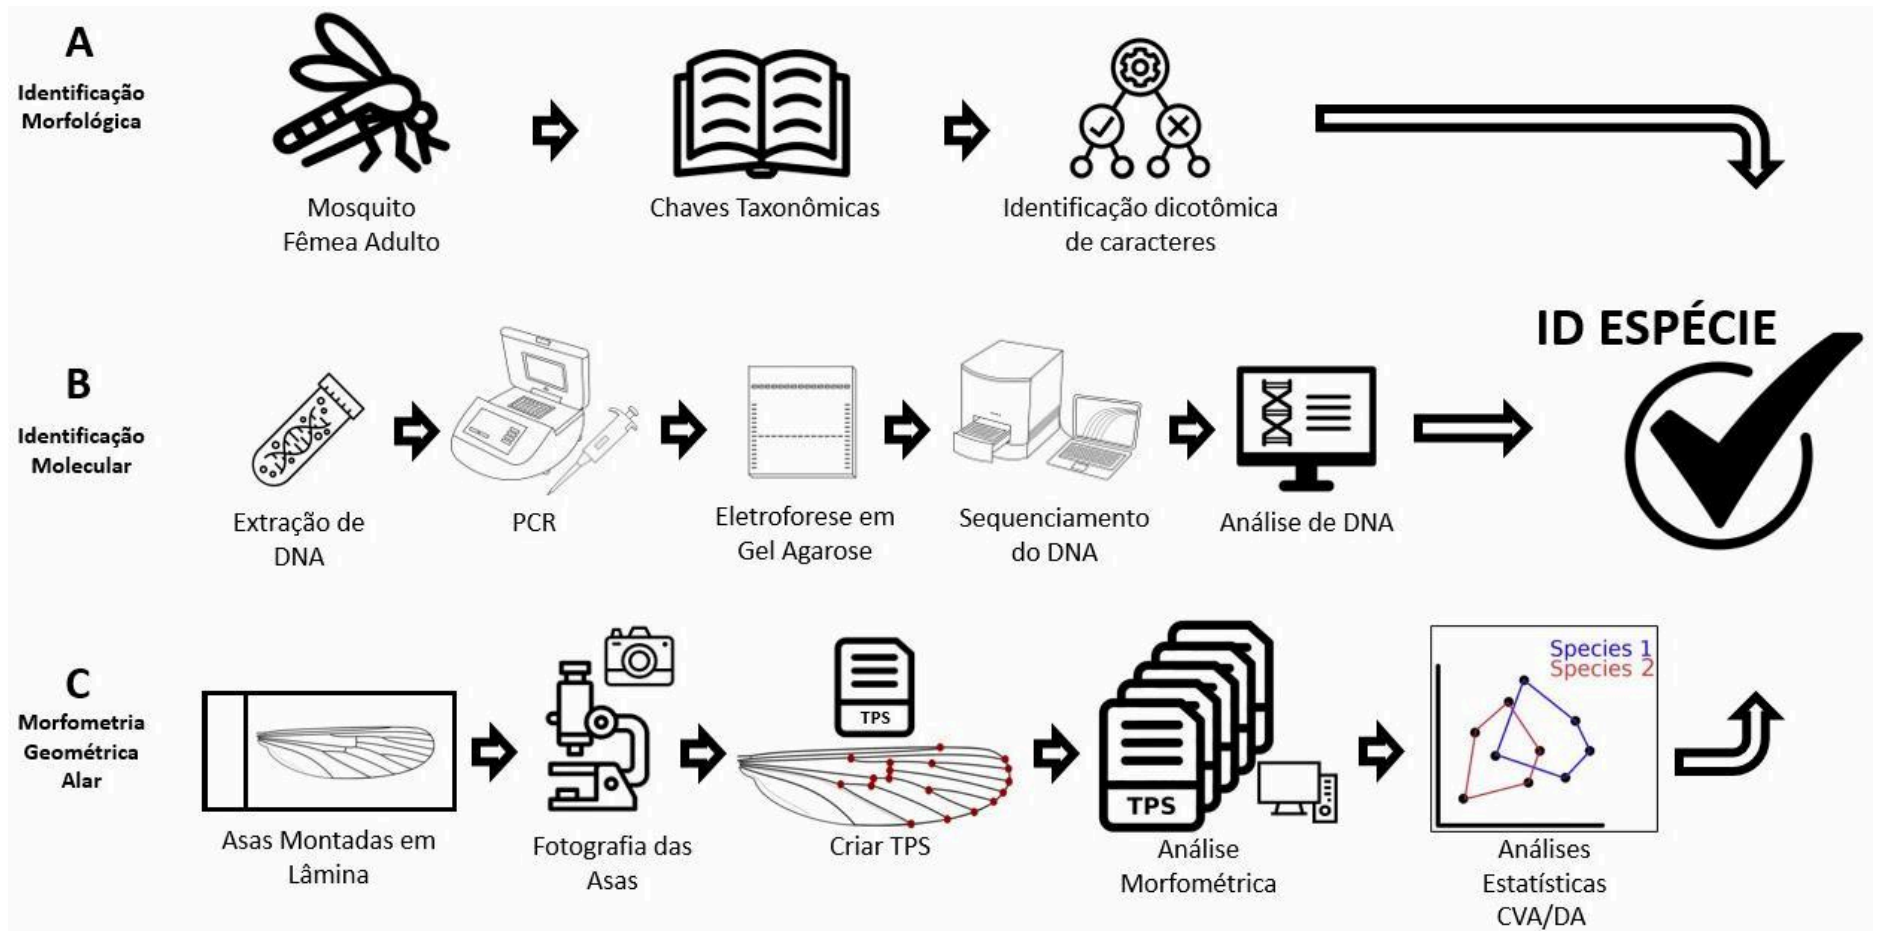 A
Identificação
Morfológica
Mosquito
Fêmea Adulto
Chaves Taxonômicas
Identificação dicotômica
de caracteres
ID ESPÉCIE
B
Identificação
Molecular
Extração de
DNA
PCR
Eletroforese em
Gel Agarose
Sequenciamento
do DNA
Análise de DNA
C
Morfometria
Geométrica
Alar
Asas Montadas em
Lâmina
Fotografia das
Asas
TPS
Criar TPS
TPS
Análise
Morfométrica
Species 1
Species 2
Análises
Estatísticas
CVA/DA